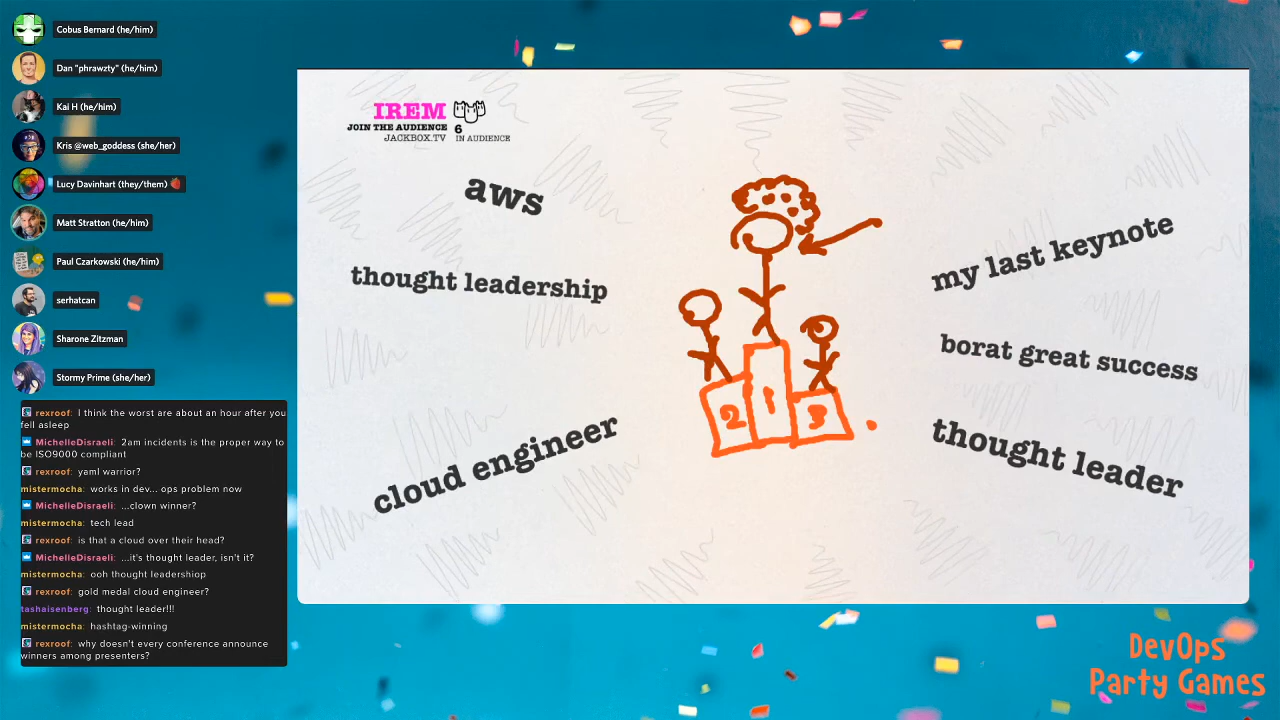 Cobus Bernard (he/him)
Dan "phrawzty" (he/him)
Kai H (he/him)
Kris @web_goddess (she/her)
Lucy Davinhart (they/them)
Matt Stratton (he/him)
Paul Czarkowski (he/him)
serhatcan
Sharone Zitzman
Stormy Prime (she/her)
rexroof: I think the worst are about an hour after you
fell asleep
MichelleDisraeli: 2am incidents is the proper way to
be ISO9000 compliant
rexroof: yaml warrior?
mistermocha: works in dev... ops problem now
MichelleDisraeli: ...clown winner?
mistermocha: tech lead
rexroof: is that a cloud over their head?
MichelleDisraeli: ...it's thought leader, isn't it?
mistermocha: ooh thought leadershiop
rexroof: gold medal cloud engineer?
tashaisenberg: thought leader!!!
mistermocha: hashtag-winning
rexroof: why doesn't every conference announce
winners among presenters?
IREM
JOIN THE AUDIENCE
JACKBOX.TV
6
IN AUDIENCE
aws
thought leadership
cloud engineer
2 1 3
my last keynote
borat great success
thought leader
DevOps
Party Games